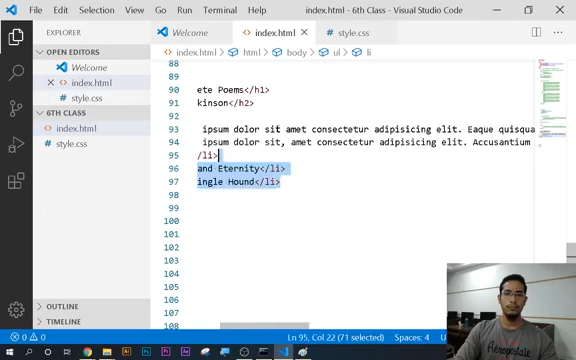 File Edit Selection View Go Run Terminal Help index.html - 6th Class - Visual Studio Code
EXPLORER
Welcome
index.html
style.css
OPEN EDITORS
Welcome
index.html
style.css
6TH CLASS
index.html
style.css
OUTLINE
TIMELINE
index.html > html > body > ul > li
88
89
90 ete Poems</h1>
91 kinson</h2>
92
93 ipsum dolor sit amet consectetur adipisicing elit. Eaque quisqua
94 ipsum dolor sit, amet consectetur adipisicing elit. Accusantium
95 /li>
96 and Eternity</li>
97 ingle Hound</li>
98
99
100
101
102
103
104
105
106
107
108
0 0
Ln 95, Col 22 (71 selected) Spaces: 4
AEROPOSTALE